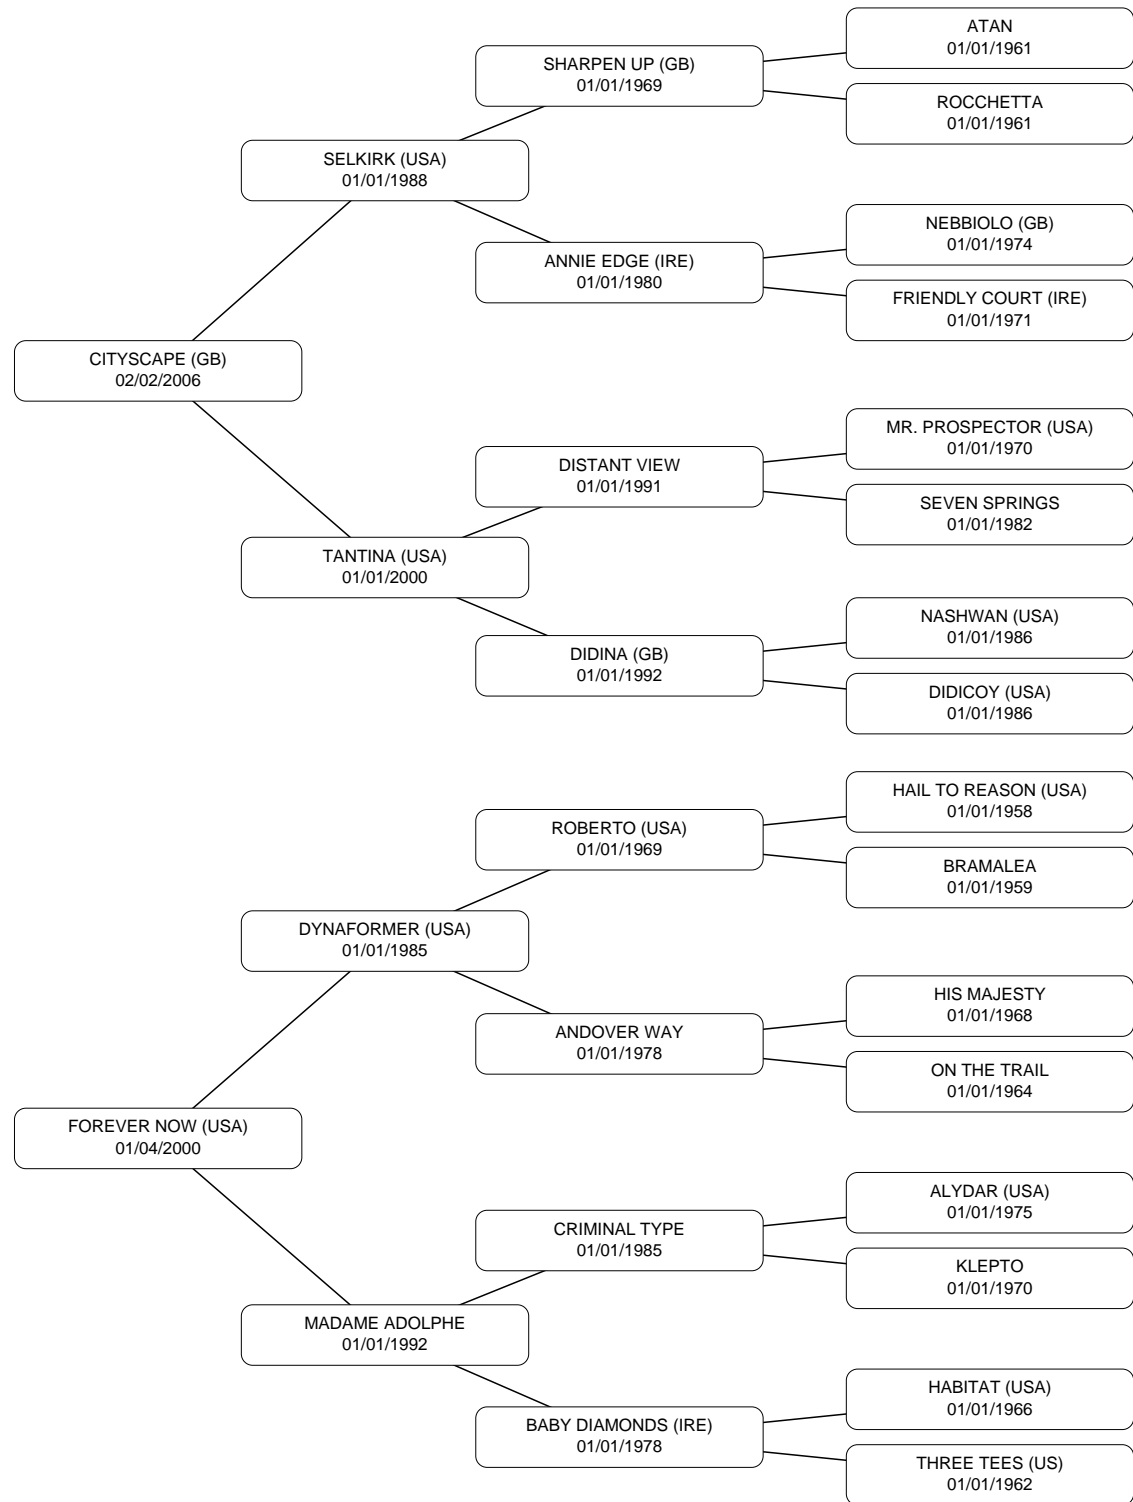 ATAN
01/01/1961
SHARPEN UP (GB)
01/01/1969
ROCCHETTA
01/01/1961
SELKIRK (USA)
01/01/1988
NEBBIOLO (GB)
01/01/1974
ANNIE EDGE (IRE)
01/01/1980
FRIENDLY COURT (IRE)
01/01/1971
CITYSCAPE (GB)
02/02/2006
MR. PROSPECTOR (USA)
01/01/1970
DISTANT VIEW
01/01/1991
SEVEN SPRINGS
01/01/1982
TANTINA (USA)
01/01/2000
NASHWAN (USA)
01/01/1986
DIDINA (GB)
01/01/1992
DIDICOY (USA)
01/01/1986
HAIL TO REASON (USA)
01/01/1958
ROBERTO (USA)
01/01/1969
BRAMALEA
01/01/1959
DYNAFORMER (USA)
01/01/1985
HIS MAJESTY
01/01/1968
ANDOVER WAY
01/01/1978
ON THE TRAIL
01/01/1964
FOREVER NOW (USA)
01/04/2000
ALYDAR (USA)
01/01/1975
CRIMINAL TYPE
01/01/1985
KLEPTO
01/01/1970
MADAME ADOLPHE
01/01/1992
HABITAT (USA)
01/01/1966
BABY DIAMONDS (IRE)
01/01/1978
THREE TEES (US)
01/01/1962